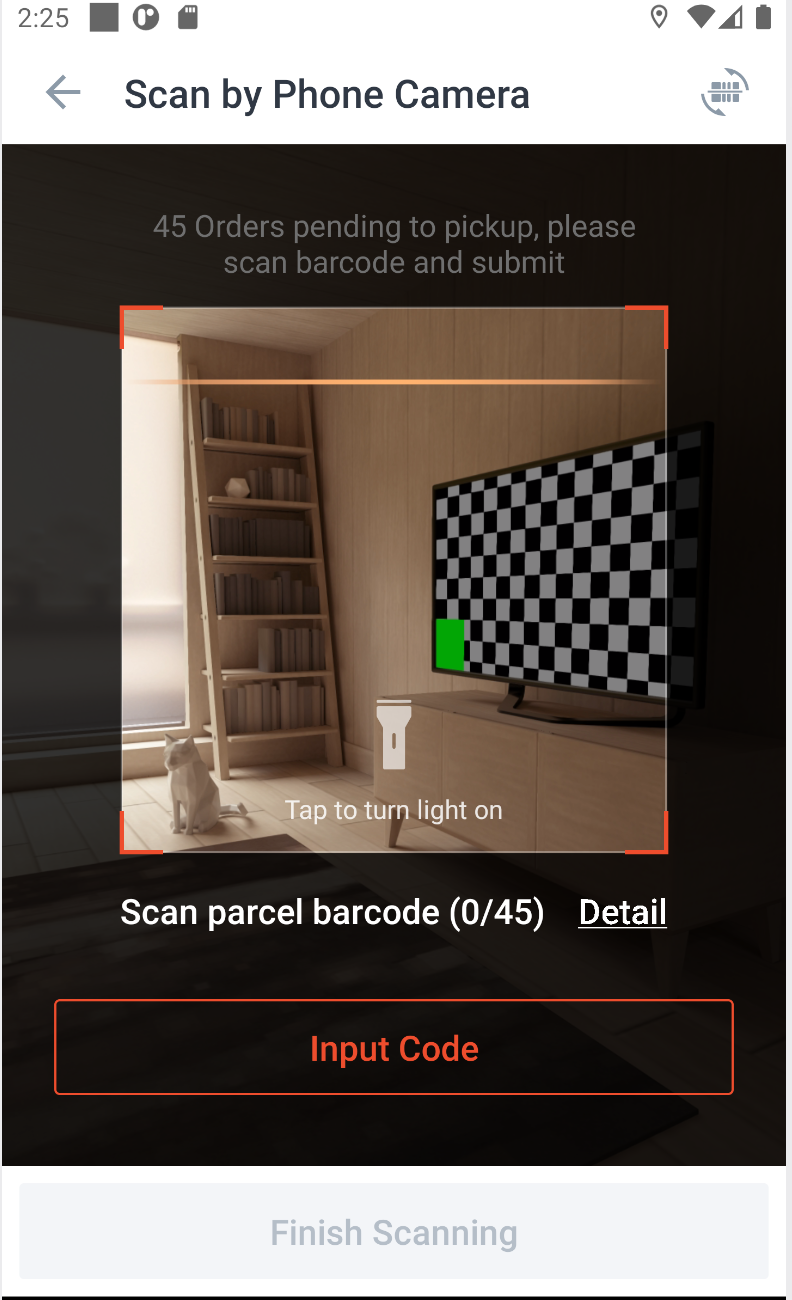 2:25
Scan by Phone Camera
45 Orders pending to pickup, please
scan barcode and submit
Tap to turn light on
Scan parcel barcode (0/45) Detail
Input Code
Finish Scanning